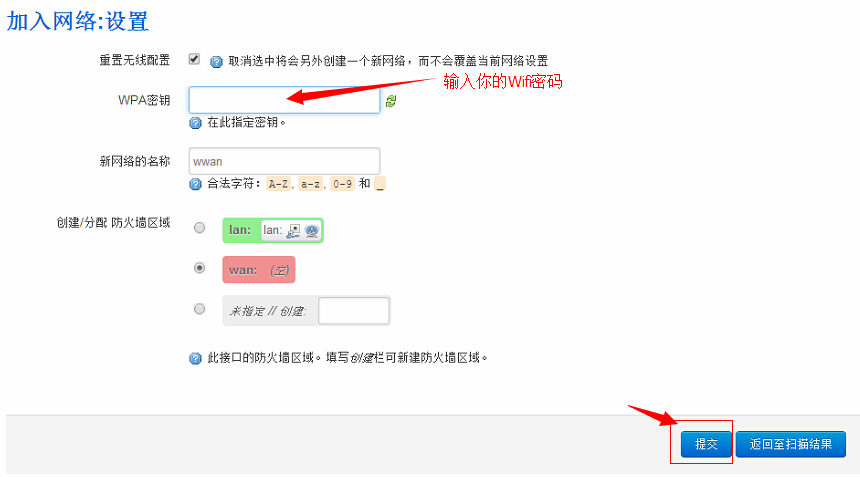 加入网络:设置
重置无线配置 取消选中将会另外创建一个新网络，而不会覆盖当前网络设置
输入你的Wifi密码
WPA密钥
在此指定密钥。
新网络的名称 wwan
合法字符： A-Z, a-z, 0-9 和 _
创建/分配 防火墙区域 lan: lan:
wan: (空)
未指定 // 创建:
此接口的防火墙区域。填写创建栏可新建防火墙区域。
提交 返回至扫描结果